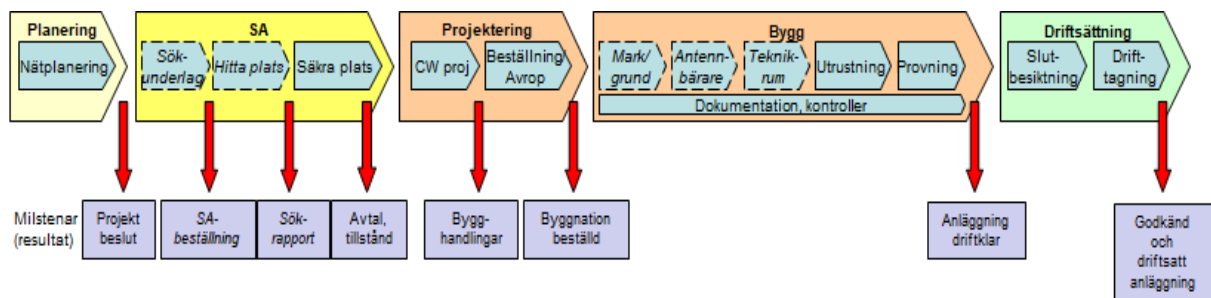 Planering
Nätplanering
SA
Sök-
underlag
Hitta plats
Säkra plats
Projektering
CW proj
Beställning/
Avrop
Bygg
Mark/
grund
Antenn-
bärare
Teknik-
rum
Utrustning
Provning
Dokumentation, kontroller
Driftsättning
Slut-
besiktning
Drift-
tagning
Milstenar
(resultat)
Projekt
beslut
SA-
beställning
Sök-
rapport
Avtal,
tillstånd
Bygg-
handlingar
Byggnation
beställd
Anläggning
driftklar
Godkänd
och
driftsatt
anläggning